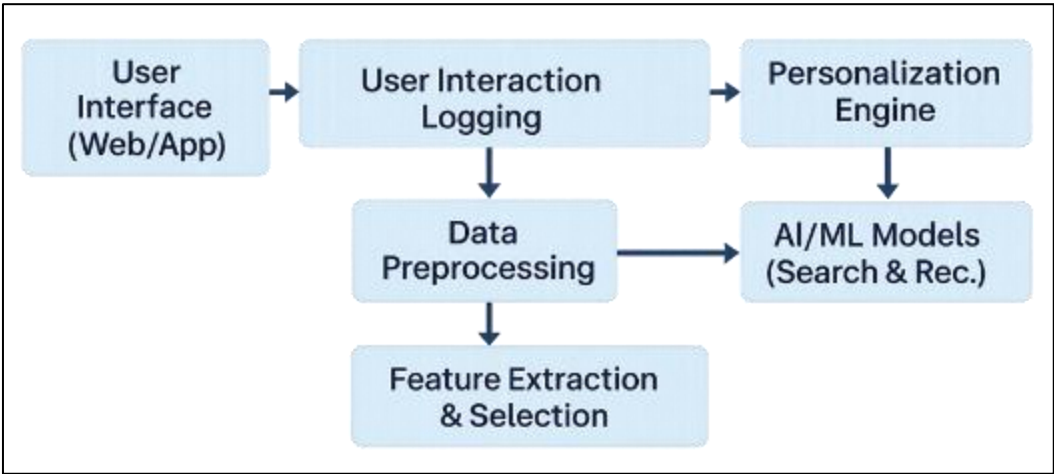 User
Interface
(Web/App)
User Interaction
Logging
Personalization
Engine
Data
Preprocessing
AI/ML Models
(Search & Rec.)
Feature Extraction
& Selection